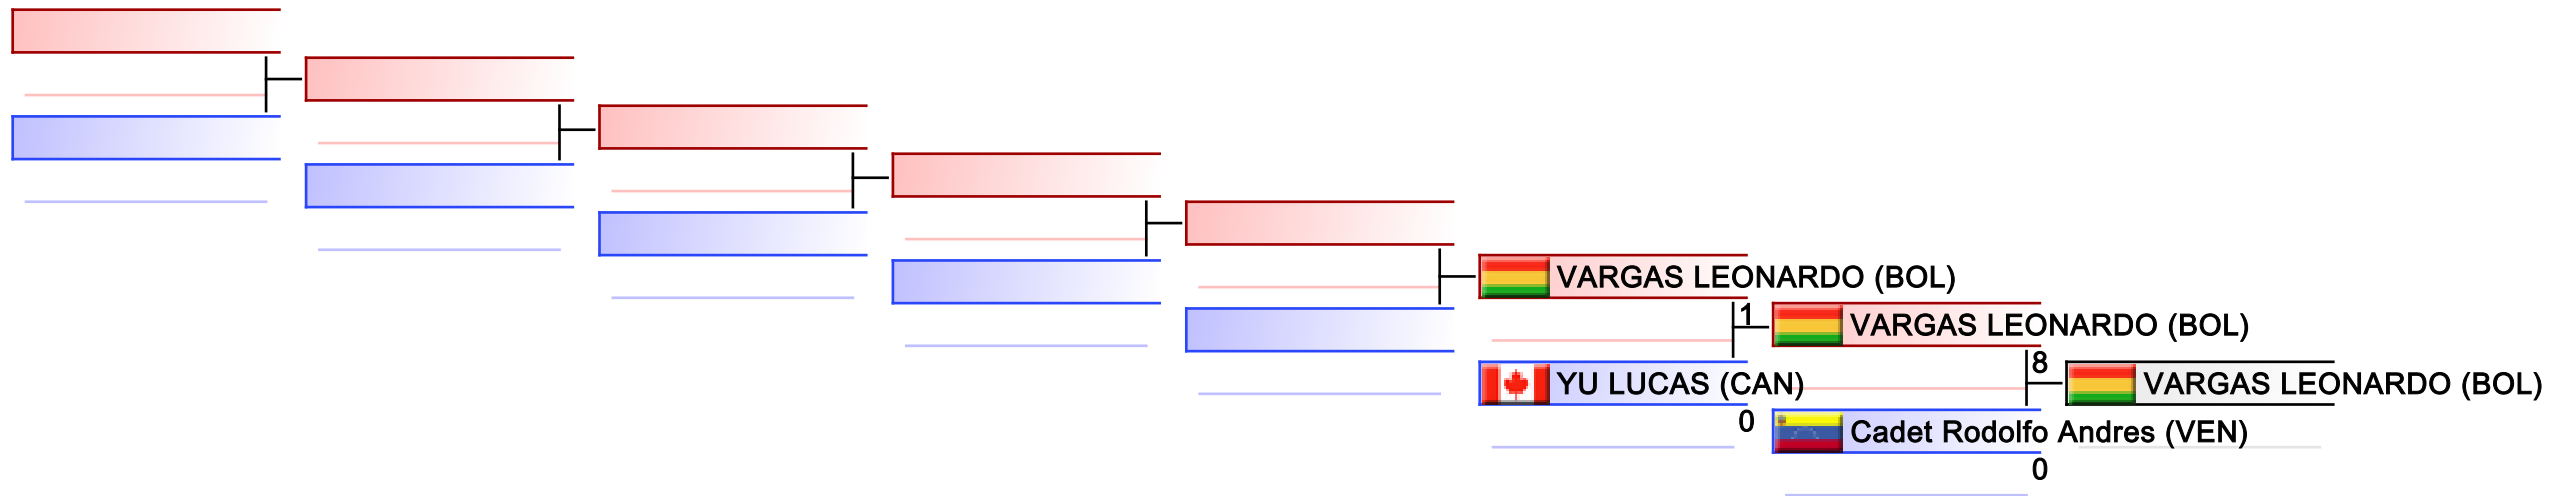 VARGAS LEONARDO (BOL)
1
VARGAS LEONARDO (BOL)
YU LUCAS (CAN)
0
8
VARGAS LEONARDO (BOL)
Cadet Rodolfo Andres (VEN)
0